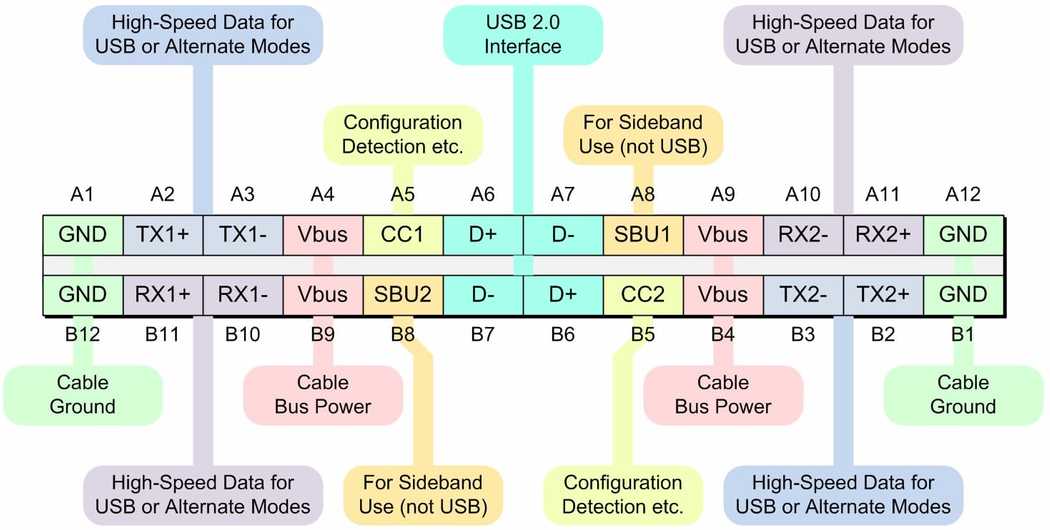 High-Speed Data for
USB or Alternate Modes
USB 2.0
Interface
High-Speed Data for
USB or Alternate Modes
Configuration
Detection etc.
For Sideband
Use (not USB)
A1 A2 A3 A4 A5 A6 A7 A8 A9 A10 A11 A12
GND TX1+ TX1- Vbus CC1 D+ D- SBU1 Vbus RX2- RX2+ GND
GND RX1+ RX1- Vbus SBU2 D- D+ CC2 Vbus TX2- TX2+ GND
B12 B11 B10 B9 B8 B7 B6 B5 B4 B3 B2 B1
Cable
Ground
Cable
Bus Power
Cable
Bus Power
Cable
Ground
High-Speed Data for
USB or Alternate Modes
For Sideband
Use (not USB)
Configuration
Detection etc.
High-Speed Data for
USB or Alternate Modes